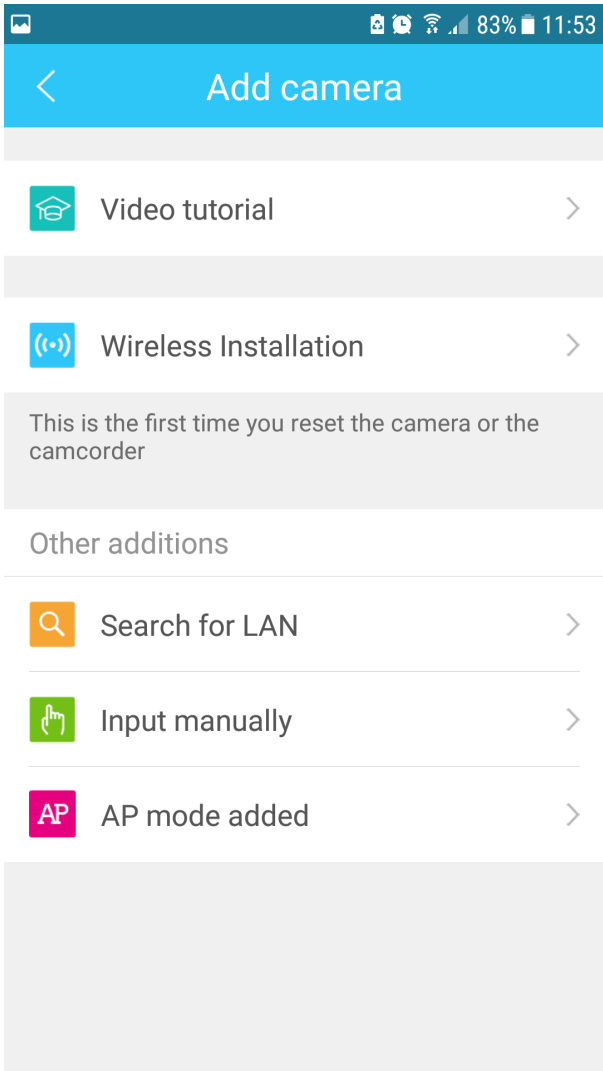 83% 11:53
Add camera
Video tutorial
Wireless Installation
This is the first time you reset the camera or the
camcorder
Other additions
Search for LAN
Input manually
AP AP mode added